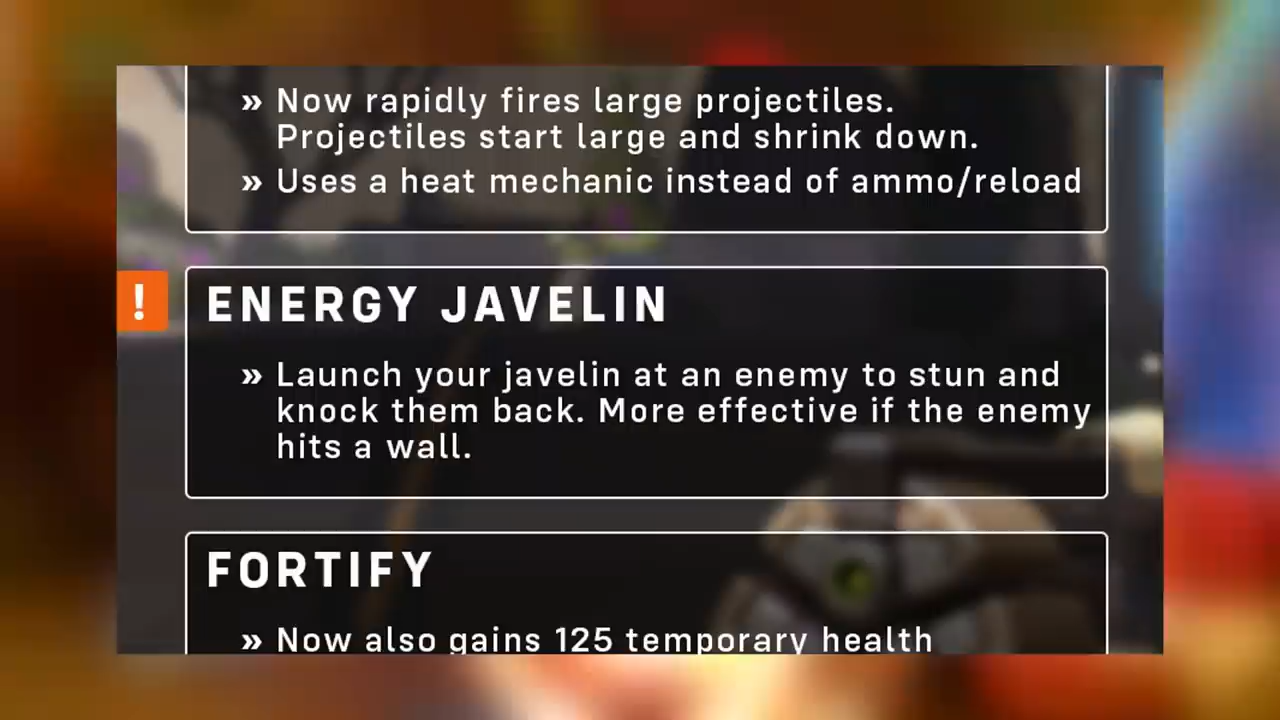 » Now rapidly fires large projectiles.
Projectiles start large and shrink down.
» Uses a heat mechanic instead of ammo/reload
!
ENERGY JAVELIN
» Launch your javelin at an enemy to stun and
knock them back. More effective if the enemy
hits a wall.
FORTIFY
» Now also gains 125 temporary health